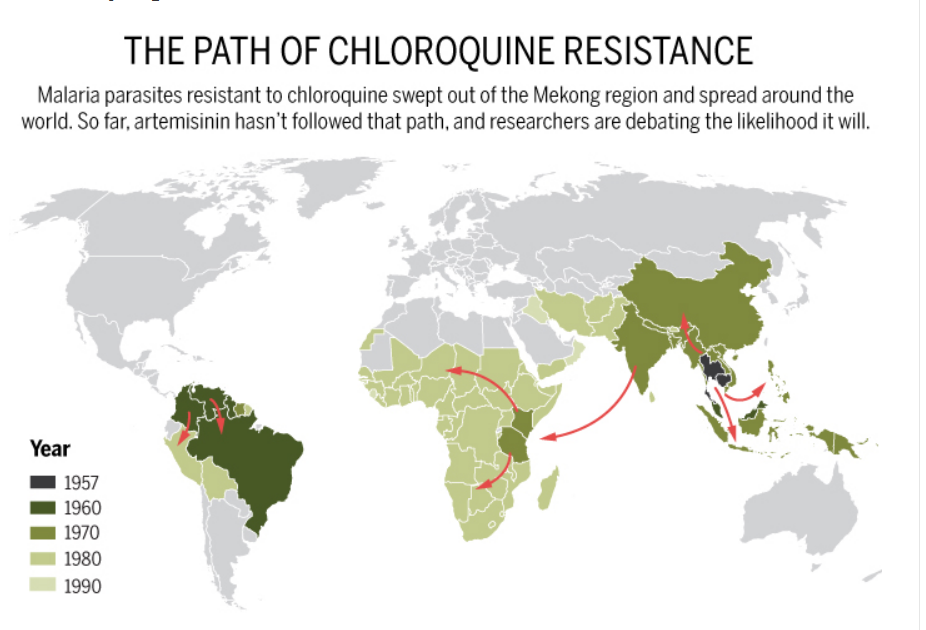 THE PATH OF CHLOROQUINE RESISTANCE
Malaria parasites resistant to chloroquine swept out of the Mekong region and spread around the
world. So far, artemisinin hasn't followed that path, and researchers are debating the likelihood it will.
Year
1957
1960
1970
1980
1990